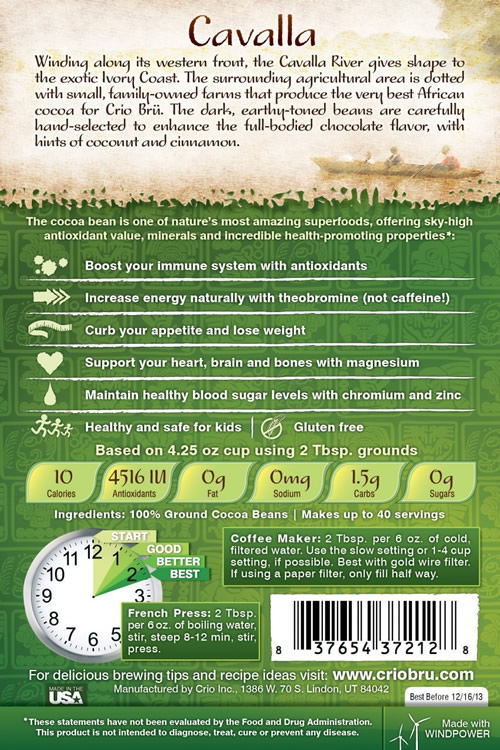 Cavalla
Winding along its western front, the Cavalla River gives shape to
the exotic Ivory Coast. The surrounding agricultural area is dotted
with small, family-owned farms that produce the very best African
cocoa for Crio Brü. The dark, earthy-toned beans are carefully
hand-selected to enhance the full-bodied chocolate flavor, with
hints of coconut and cinnamon.
The cocoa bean is one of nature's most amazing superfoods, offering sky-high
antioxidant value, minerals and incredible health-promoting properties*:
Boost your immune system with antioxidants
Increase energy naturally with theobromine (not caffeine!)
Curb your appetite and lose weight
Support your heart, brain and bones with magnesium
Maintain healthy blood sugar levels with chromium and zinc
Healthy and safe for kids | Gluten free
Based on 4.25 oz cup using 2 Tbsp. grounds
10 4516 IU 0g 0mg 1.5g 0g
Calories Antioxidants Fat Sodium Carbs Sugars
Ingredients: 100% Ground Cocoa Beans | Makes up to 40 servings
START
GOOD
BETTER
BEST
12 1 2 5 6 7 8 9 10 11
Coffee Maker: 2 Tbsp. per 6 oz. of cold,
filtered water. Use the slow setting or 1-4 cup
setting, if possible. Best with gold wire filter.
If using a paper filter, only fill half way.
French Press: 2 Tbsp.
per 6 oz. of boiling water,
stir, steep 8-12 min, stir,
press.
8 37654 37212 8
For delicious brewing tips and recipe ideas visit: www.criobru.com
MADE IN THE
USA
Manufactured by Crio Inc., 1386 W. 70 S. Lindon, UT 84042
Best Before 12/16/13
*These statements have not been evaluated by the Food and Drug Administration.
This product is not intended to diagnose, treat, cure or prevent any disease.
Made with
WINDPOWER